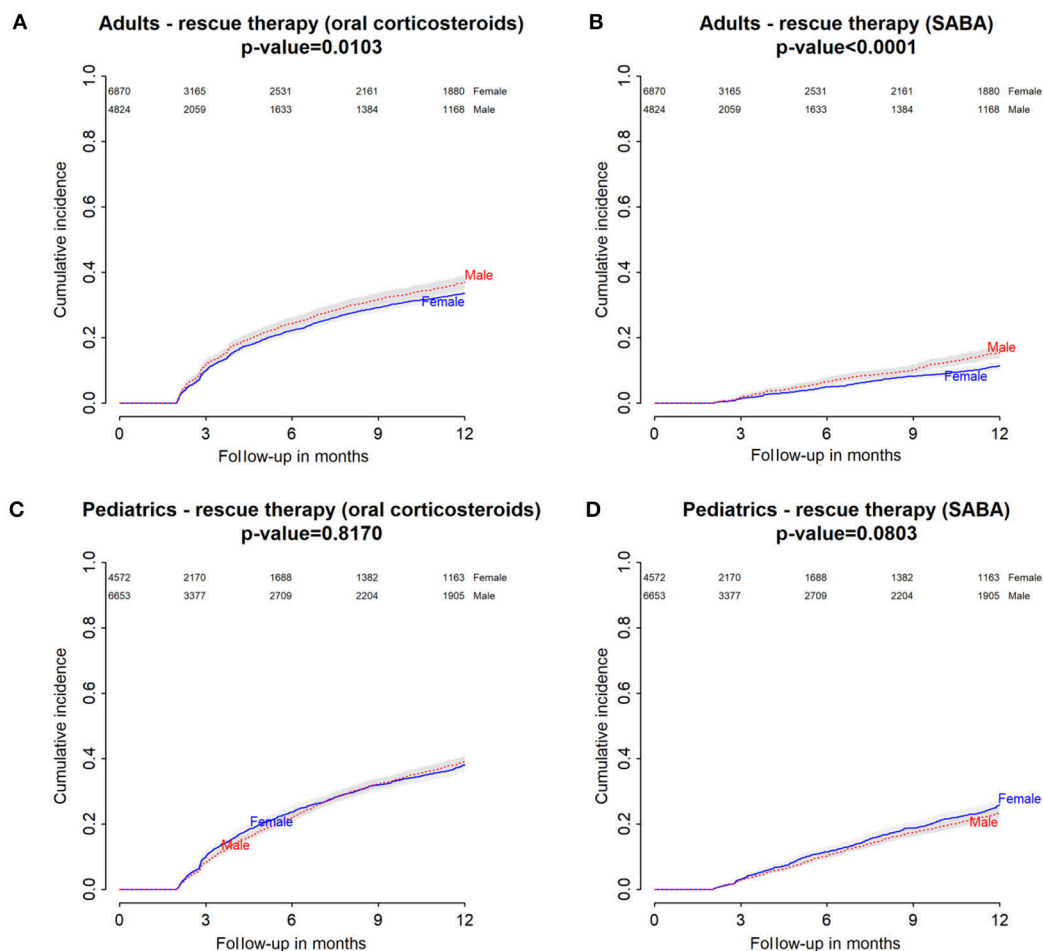 A
Adults - rescue therapy (oral corticosteroids)
p-value=0.0103
6870 3165 2531 2161 1880 Female
4824 2059 1633 1384 1168 Male
Cumulative incidence
1.0
0.8
0.6
0.4
0.2
0.0
Male
Female
0 3 6 9 12
Follow-up in months
B
Adults - rescue therapy (SABA)
p-value<0.0001
6870 3165 2531 2161 1880 Female
4824 2059 1633 1384 1168 Male
Cumulative incidence
1.0
0.8
0.6
0.4
0.2
0.0
Male
Female
0 3 6 9 12
Follow-up in months
C
Pediatrics - rescue therapy (oral corticosteroids)
p-value=0.8170
4572 2170 1688 1382 1163 Female
6653 3377 2709 2204 1905 Male
Cumulative incidence
1.0
0.8
0.6
0.4
0.2
0.0
Female
Male
0 3 6 9 12
Follow-up in months
D
Pediatrics - rescue therapy (SABA)
p-value=0.0803
4572 2170 1688 1382 1163 Female
6653 3377 2709 2204 1905 Male
Cumulative incidence
1.0
0.8
0.6
0.4
0.2
0.0
Female
Male
0 3 6 9 12
Follow-up in months